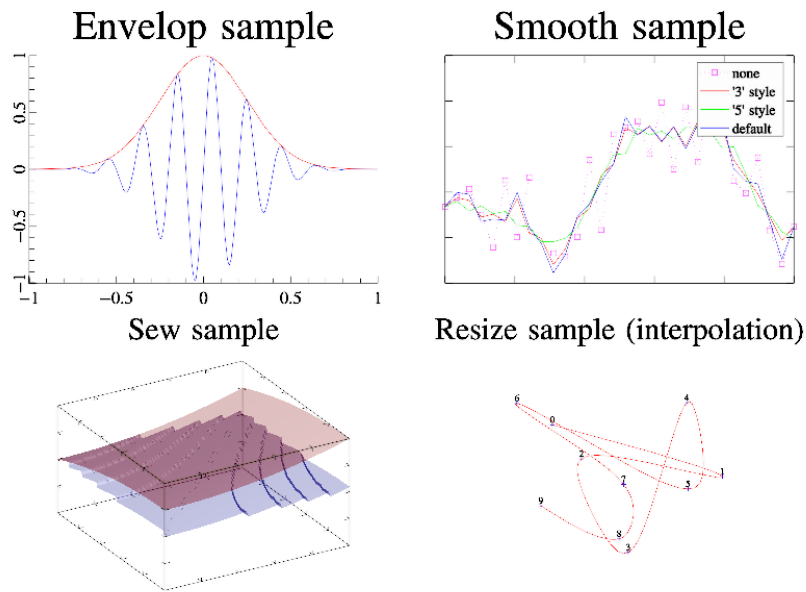 Envelop sample
Smooth sample
1
0.5
0
−0.5
−1
−1 −0.5 0 0.5 1
none
'3' style
'5' style
default
Sew sample
Resize sample (interpolation)
6
4
0
2
1
7
5
9
8
3